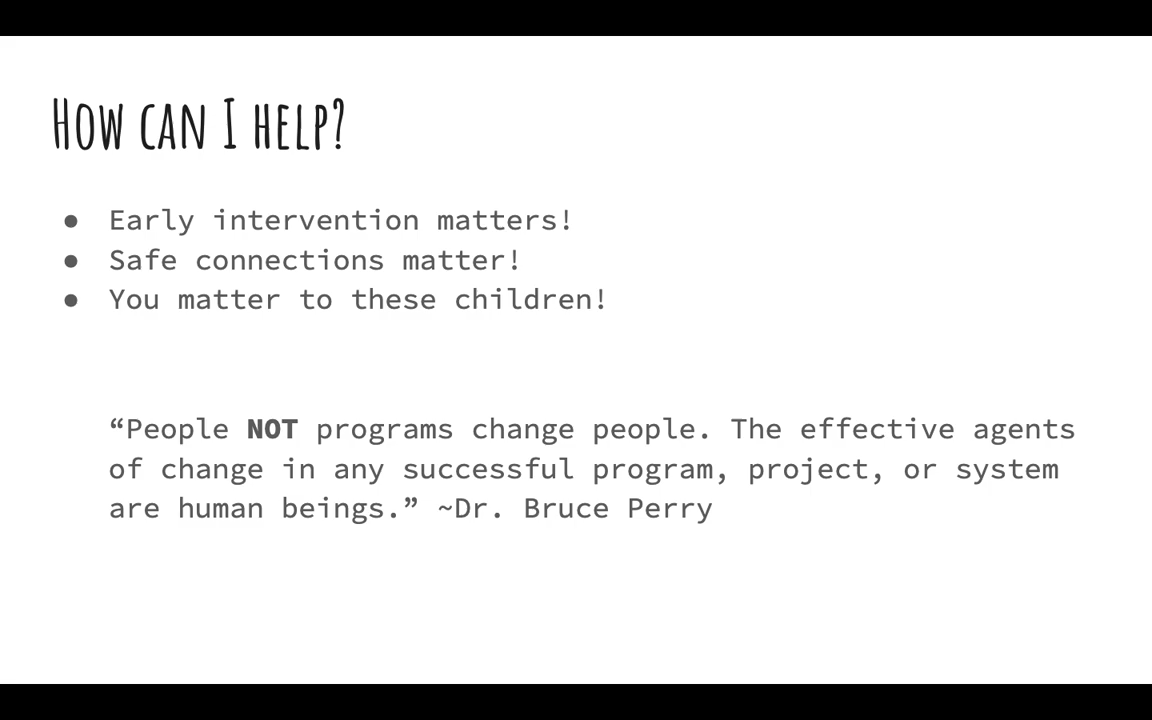 How can I help?
● Early intervention matters!
● Safe connections matter!
● You matter to these children!
“People NOT programs change people. The effective agents
of change in any successful program, project, or system
are human beings.” ~Dr. Bruce Perry